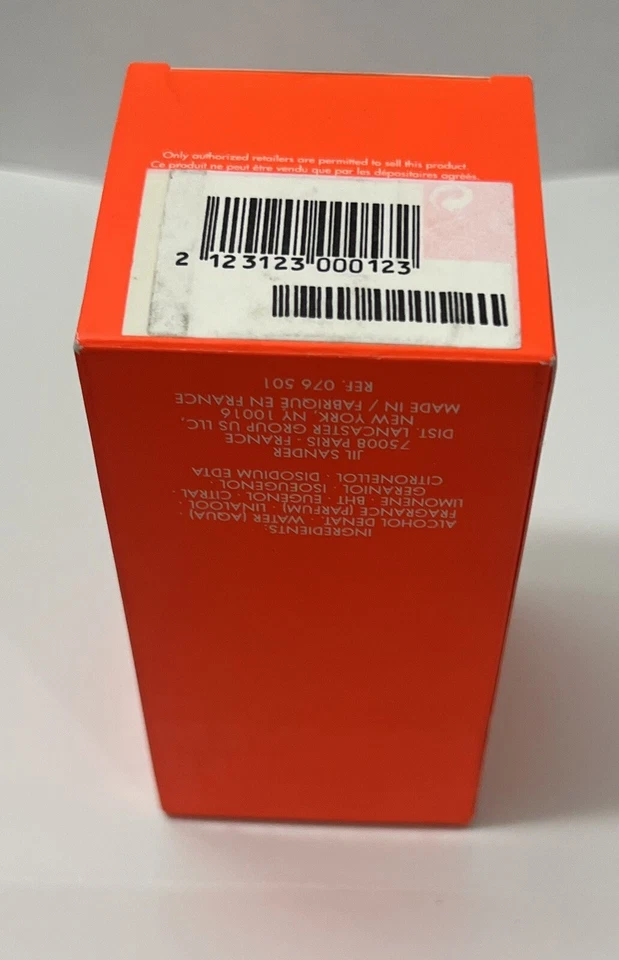 Only authorized retailers are permitted to sell this product.
Ce produit ne peut être vendu que par les dépositaires agréés.
2 123123 000123
INGREDIENTS:
ALCOHOL DENAT. · WATER (AQUA) ·
FRAGRANCE (PARFUM) · LINALOOL ·
LIMONENE · BHT · EUGENOL · CITRAL ·
GERANIOL · ISOEUGENOL ·
CITRONELLOL · DISODIUM EDTA
JIL SANDER
75008 PARIS - FRANCE
DIST. LANCASTER GROUP US LLC,
NEW YORK, NY 10016
MADE IN / FABRIQUÉ EN FRANCE
REF. 076 501